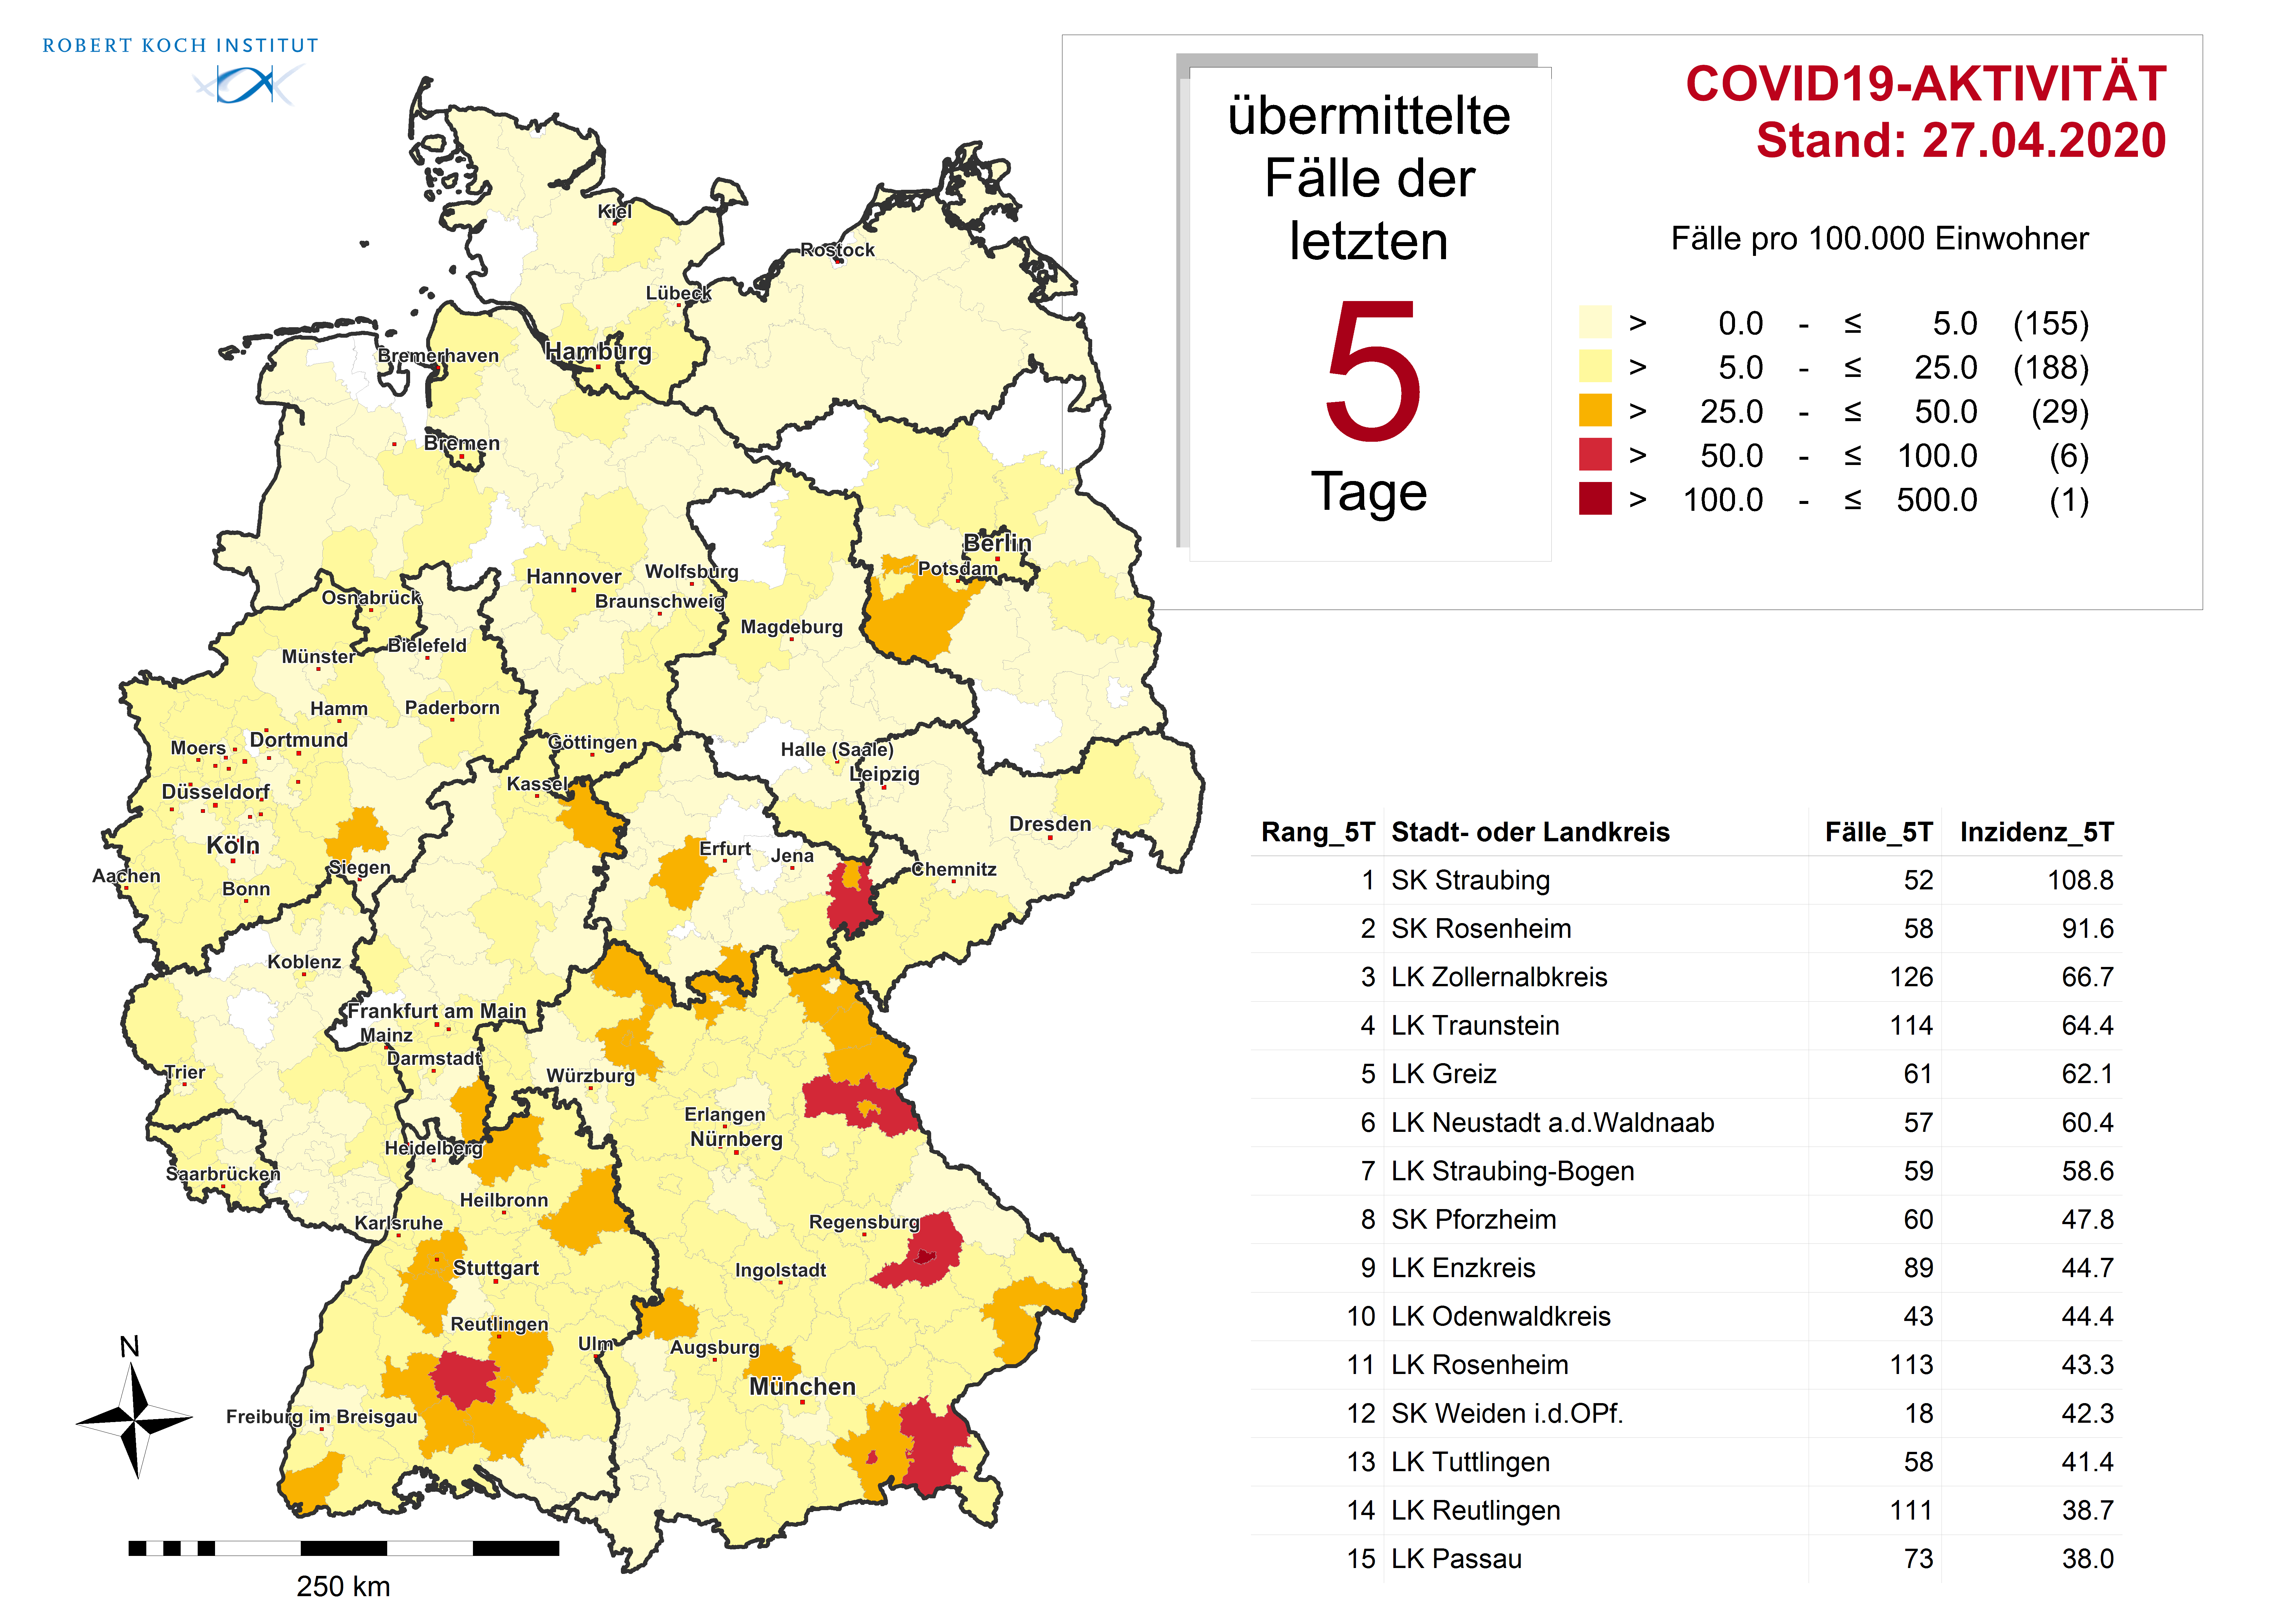 ROBERT KOCH INSTITUT
übermittelte
Fälle der
letzten
5
Tage
COVID19-AKTIVITÄT
Stand: 27.04.2020
Fälle pro 100.000 Einwohner
> 0.0 - ≤ 5.0 (155)
> 5.0 - ≤ 25.0 (188)
> 25.0 - ≤ 50.0 (29)
> 50.0 - ≤ 100.0 (6)
> 100.0 - ≤ 500.0 (1)
Kiel
Rostock
Lübeck
Hamburg
Bremerhaven
Bremen
Berlin
Potsdam
Hannover
Wolfsburg
Braunschweig
Osnabrück
Magdeburg
Bielefeld
Münster
Hamm
Paderborn
Dortmund
Moers
Göttingen
Halle (Saale)
Leipzig
Kassel
Düsseldorf
Dresden
Köln
Erfurt
Jena
Siegen
Chemnitz
Aachen
Bonn
Koblenz
Frankfurt am Main
Mainz
Darmstadt
Trier
Würzburg
Erlangen
Nürnberg
Heidelberg
Saarbrücken
Heilbronn
Karlsruhe
Regensburg
Stuttgart
Ingolstadt
Reutlingen
Ulm
Augsburg
München
Freiburg im Breisgau
N
250 km
Rang_5T Stadt- oder Landkreis Fälle_5T Inzidenz_5T
1 SK Straubing 52 108.8
2 SK Rosenheim 58 91.6
3 LK Zollernalbkreis 126 66.7
4 LK Traunstein 114 64.4
5 LK Greiz 61 62.1
6 LK Neustadt a.d.Waldnaab 57 60.4
7 LK Straubing-Bogen 59 58.6
8 SK Pforzheim 60 47.8
9 LK Enzkreis 89 44.7
10 LK Odenwaldkreis 43 44.4
11 LK Rosenheim 113 43.3
12 SK Weiden i.d.OPf. 18 42.3
13 LK Tuttlingen 58 41.4
14 LK Reutlingen 111 38.7
15 LK Passau 73 38.0